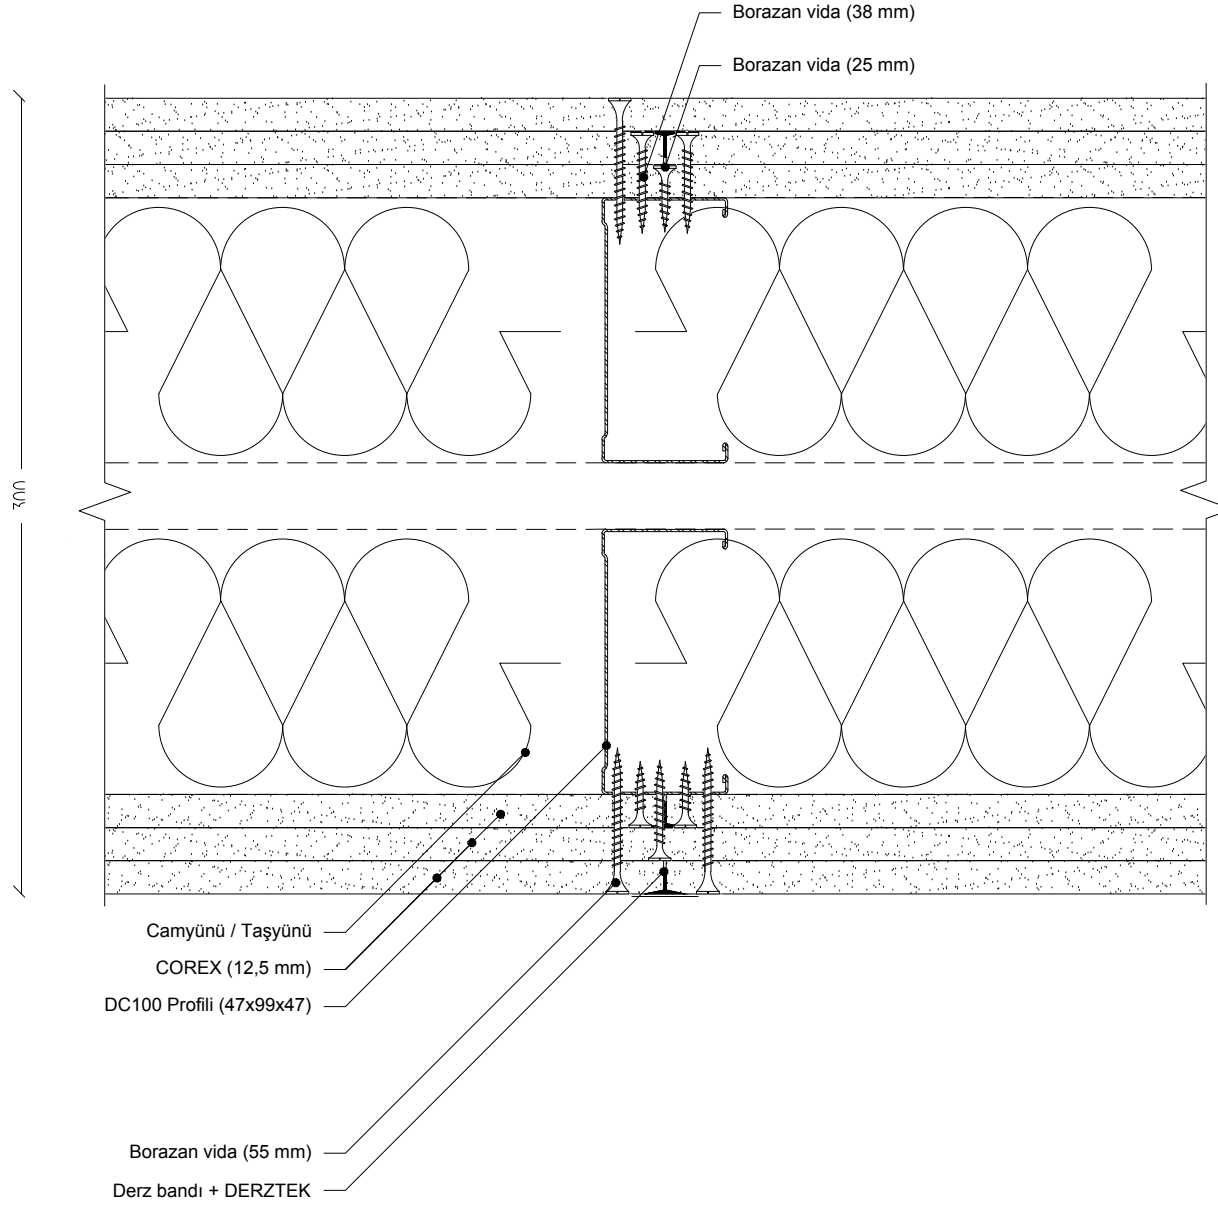 Borazan vida (38 mm)
Borazan vida (25 mm)
300
Camyünü / Taşyünü
COREX (12,5 mm)
DC100 Profili (47x99x47)
Borazan vida (55 mm)
Derz bandı + DERZTEK